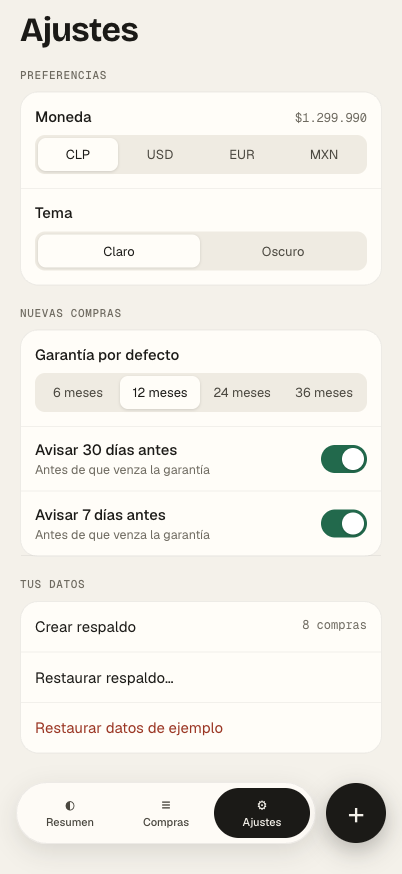 Ajustes
PREFERENCIAS
Moneda $1.299.990
CLP USD EUR MXN
Tema
Claro Oscuro
NUEVAS COMPRAS
Garantía por defecto
6 meses 12 meses 24 meses 36 meses
Avisar 30 días antes
Antes de que venza la garantía
Avisar 7 días antes
Antes de que venza la garantía
TUS DATOS
Crear respaldo 8 compras
Restaurar respaldo…
Restaurar datos de ejemplo
Resumen Compras Ajustes +